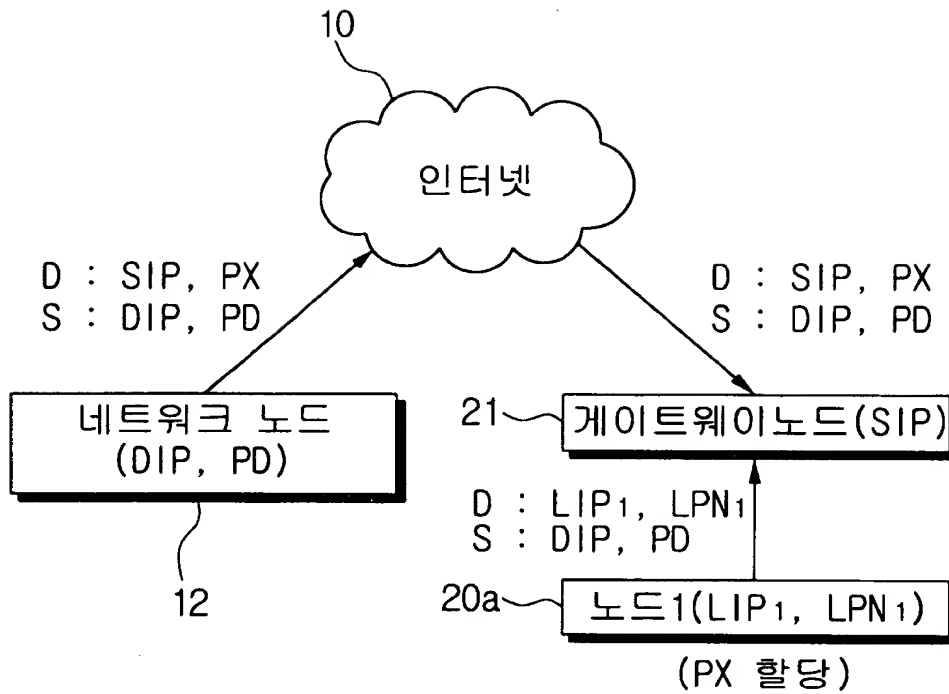 10
인터넷
D : SIP, PX
S : DIP, PD
D : SIP, PX
S : DIP, PD
네트워크 노드
(DIP, PD)
12
21
게이트웨이노드(SIP)
D : LIP₁, LPN₁
S : DIP, PD
20a
노드1(LIP₁, LPN₁)
(PX 할당)